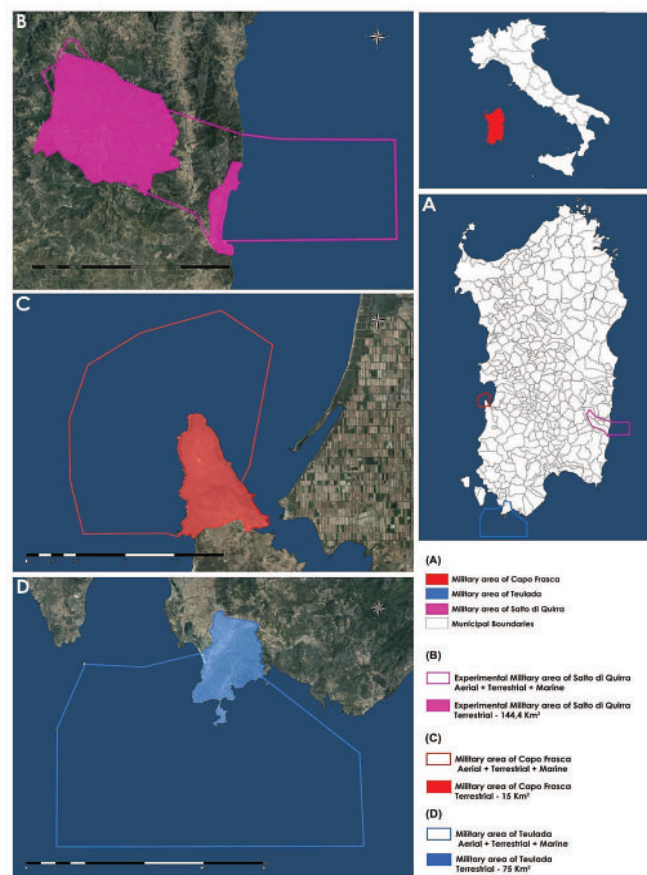 B
A
C
D
(A)
Military area of Capo Frasca
Military area of Teulada
Military area of Salto di Quirra
Municipal Boundaries
(B)
Experimental Military area of Salto di Quirra
Aerial + Terrestrial + Marine
Experimental Military area of Salto di Quirra
Terrestrial - 144,4 Km²
(C)
Military area of Capo Frasca
Aerial + Terrestrial + Marine
Military area of Capo Frasca
Terrestrial - 15 Km²
(D)
Military area of Teulada
Aerial + Terrestrial + Marine
Military area of Teulada
Terrestrial - 75 Km²